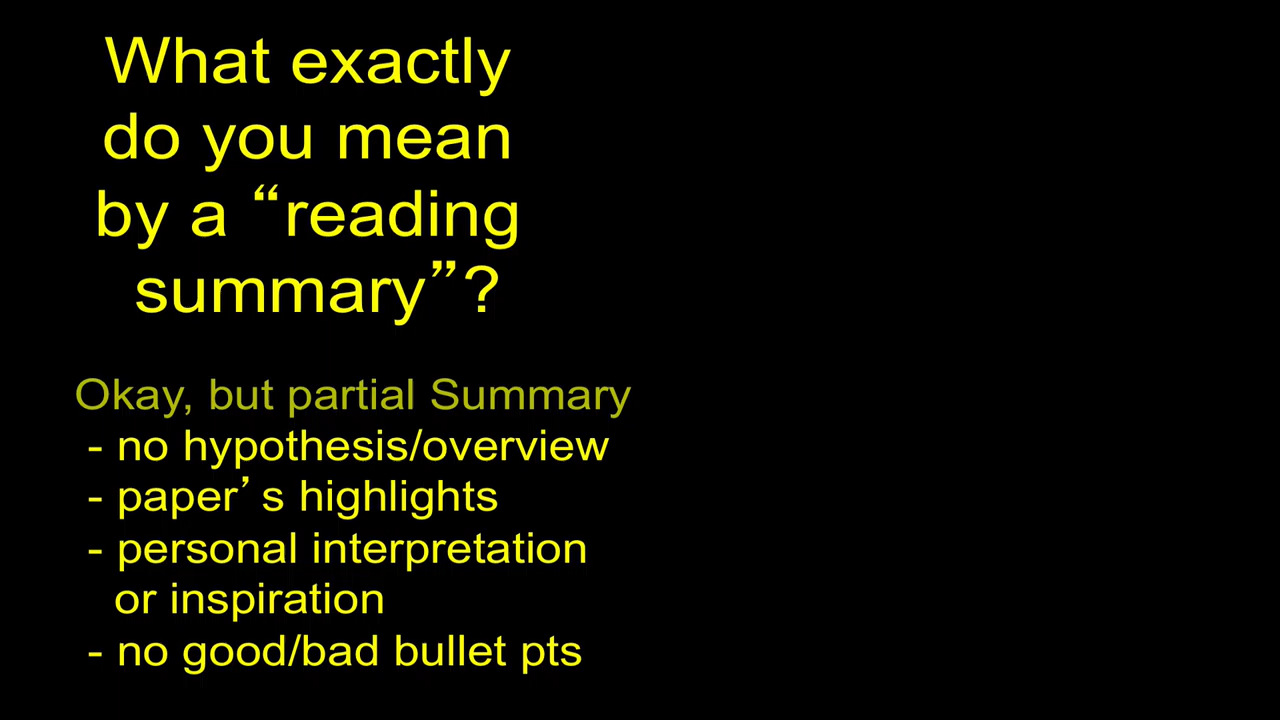 What exactly
do you mean
by a “reading
summary”?
Okay, but partial Summary
- no hypothesis/overview
- paper’s highlights
- personal interpretation
or inspiration
- no good/bad bullet pts